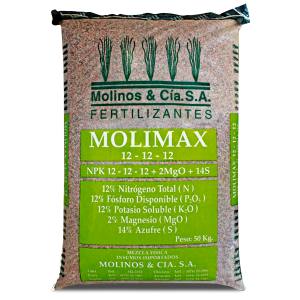 Molinos & Cía.S.A.
FERTILIZANTES
MOLIMAX
12 - 12 - 12
NPK 12 - 12 - 12 + 2MgO + 14S
12% Nitrógeno Total ( N )
12% Fósforo Disponible ( P₂O₅ )
12% Potasio Soluble ( K₂O )
2% Magnesio ( MgO )
14% Azufre ( S )
Peso: 50 Kg.
MEZCLA FISICA
INSUMOS IMPORTADOS
MOLINOS & CIA. S.A.